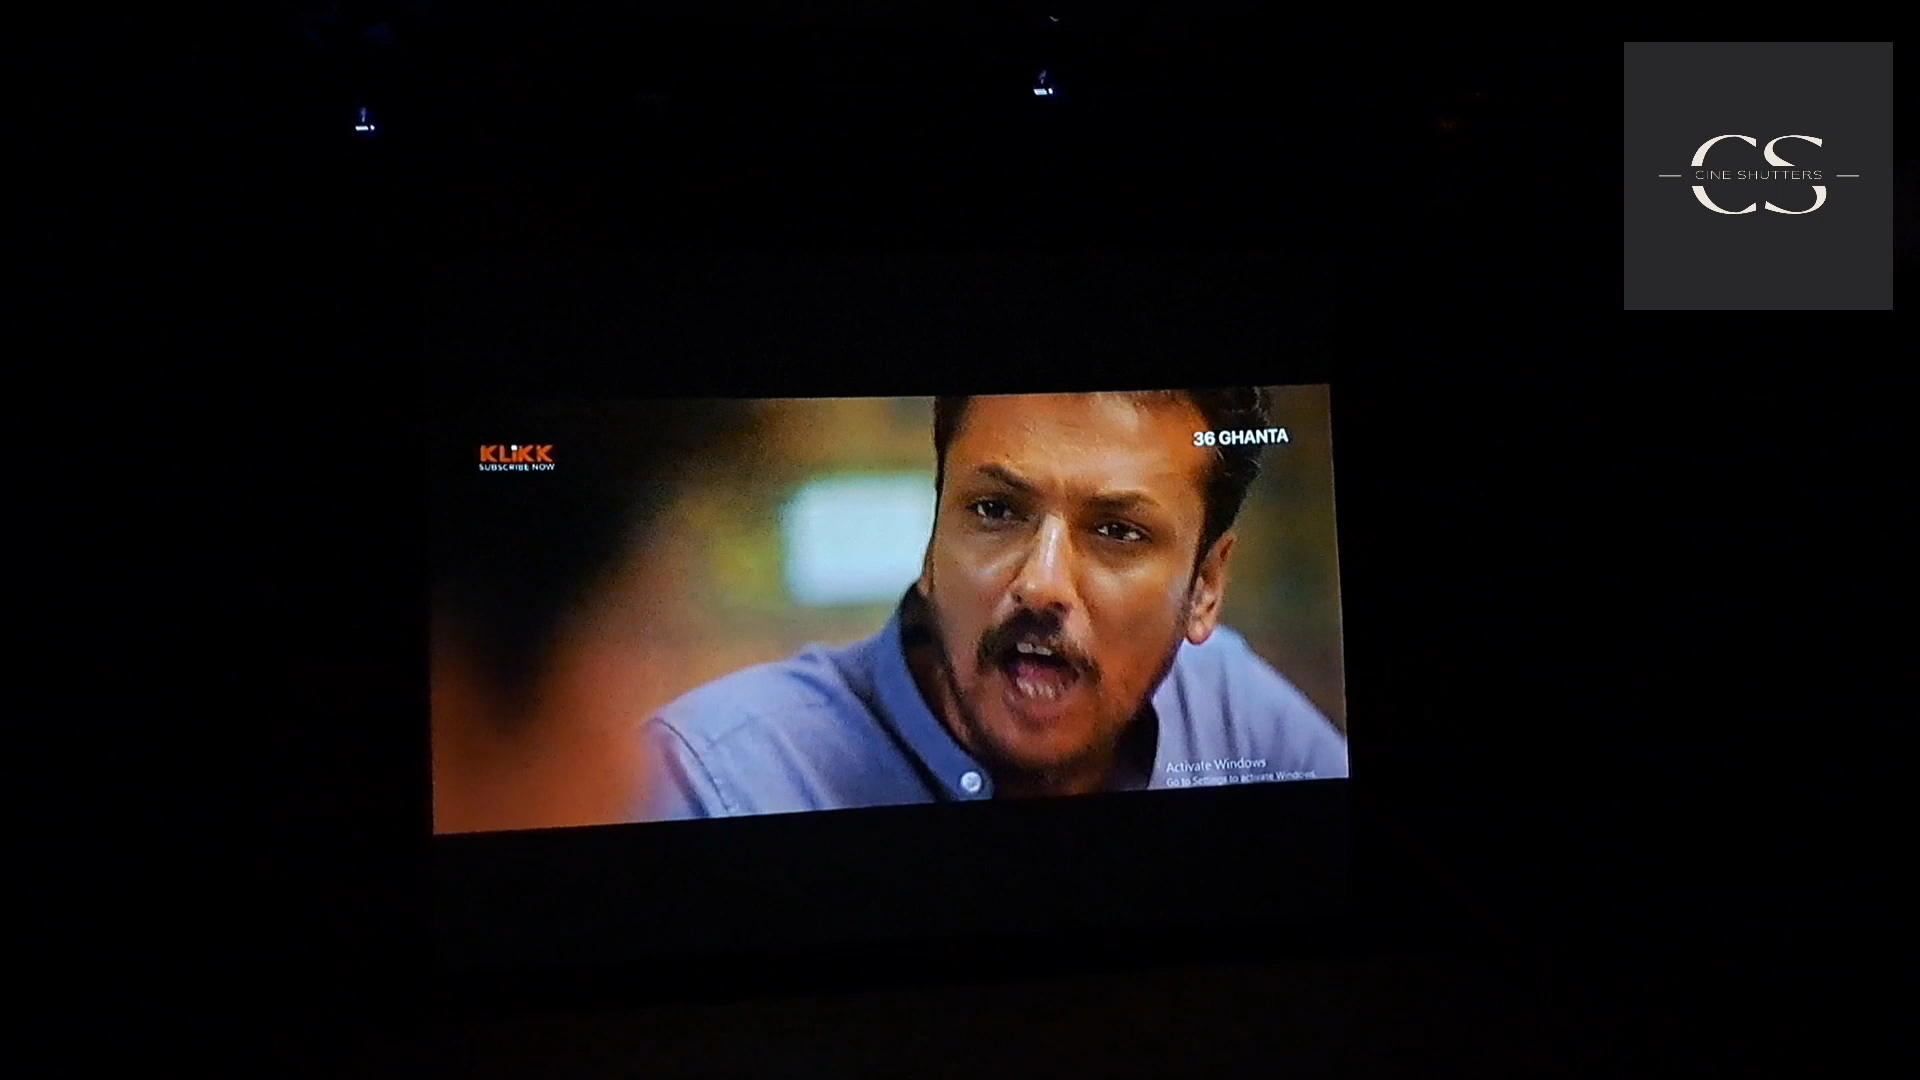 CS
CINE SHUTTERS
KLiKK
SUBSCRIBE NOW
36 GHANTA
Activate Windows
Go to Settings to activate Windows.